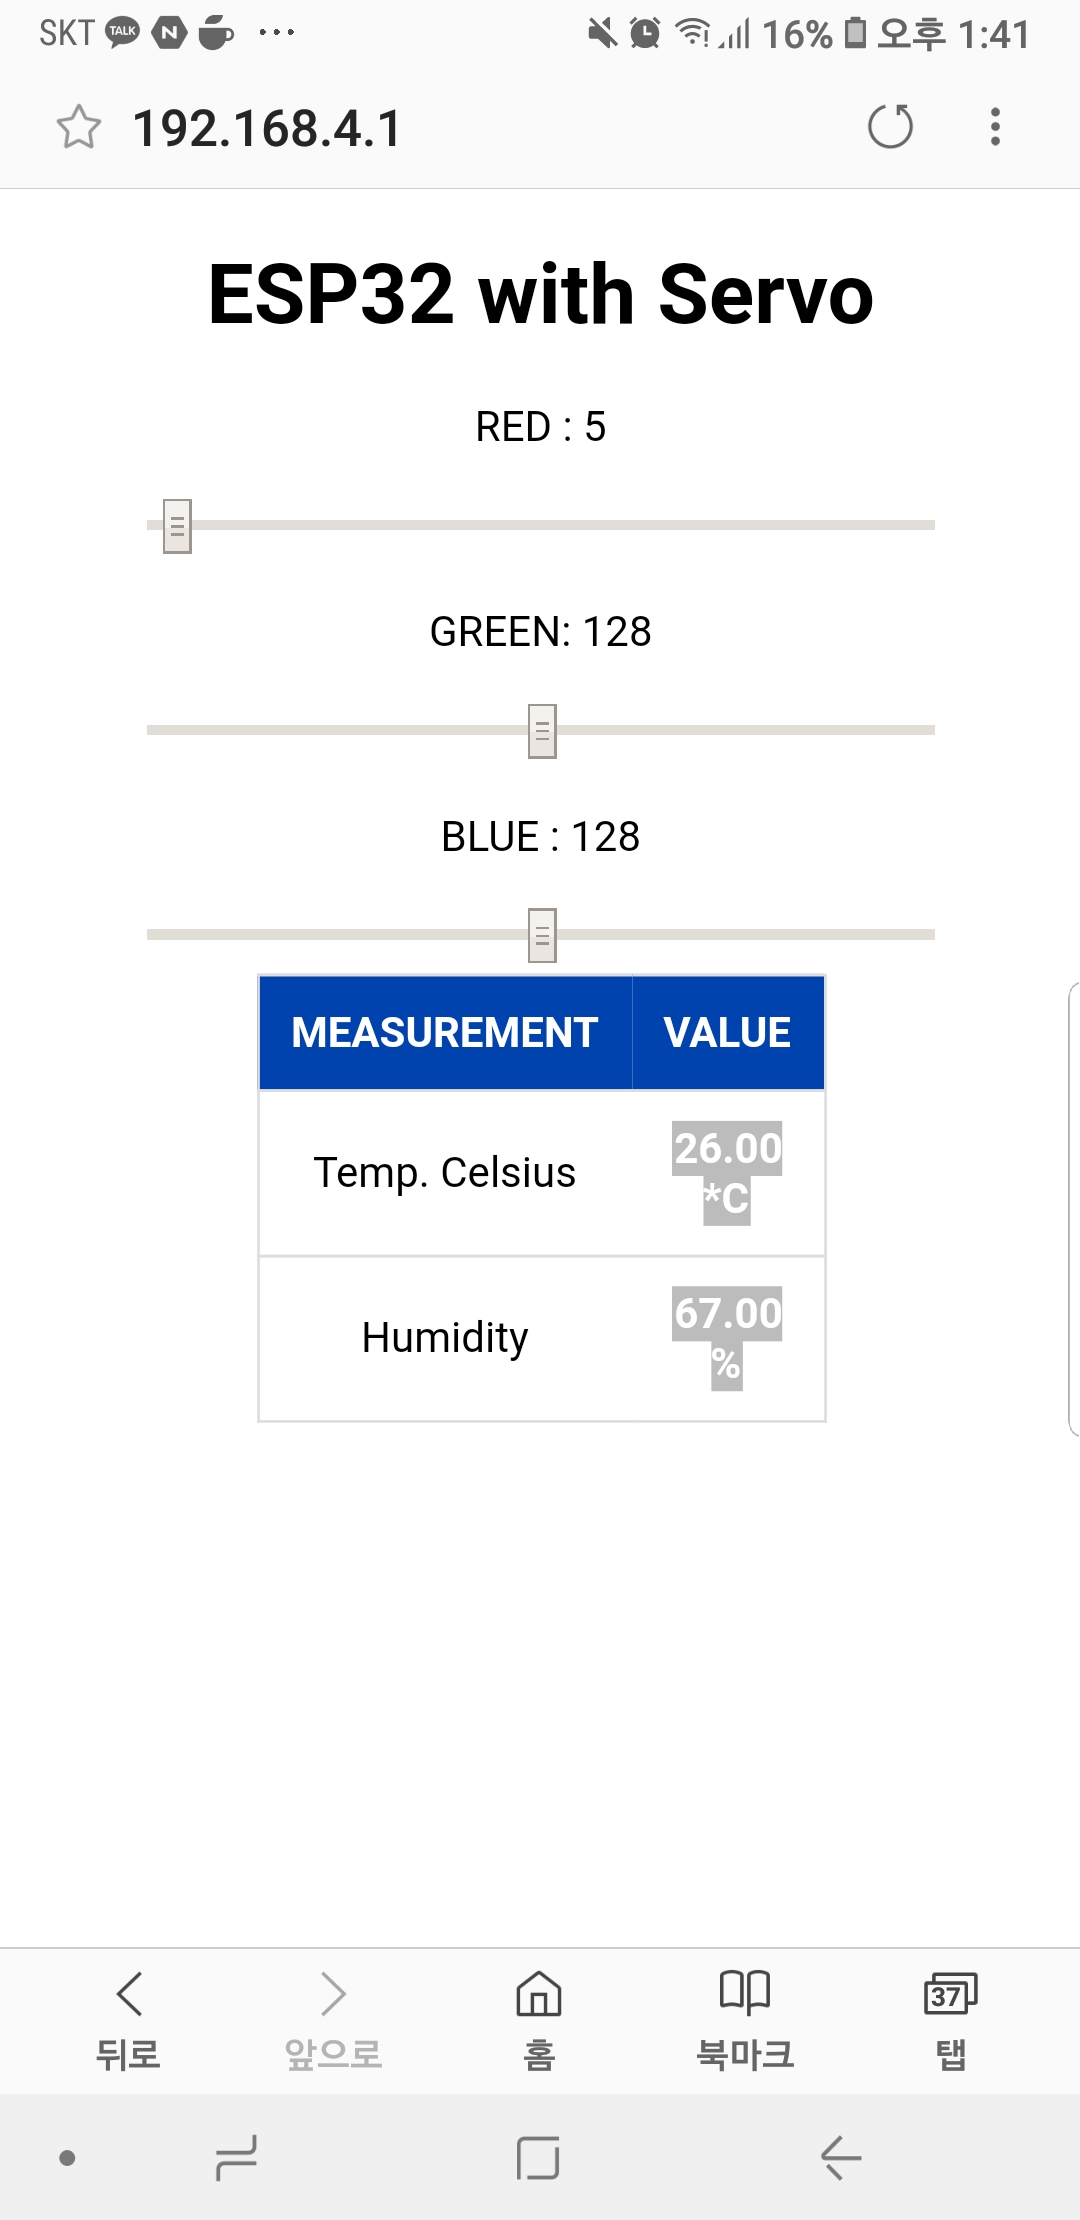 SKT TALK N 16% 오후 1:41
192.168.4.1
ESP32 with Servo
RED : 5
GREEN: 128
BLUE : 128
MEASUREMENT VALUE
Temp. Celsius 26.00
*C
Humidity 67.00
%
뒤로 앞으로 홈 북마크 37 탭